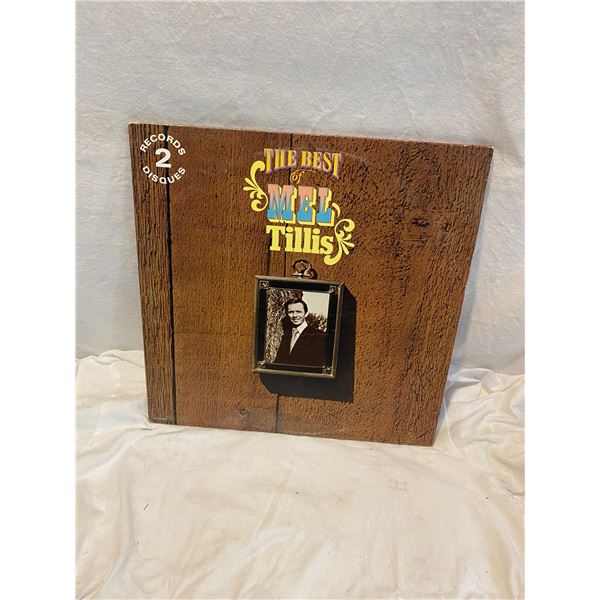 RECORDS
2
DISQUES
THE BEST
of
MEL
Tillis